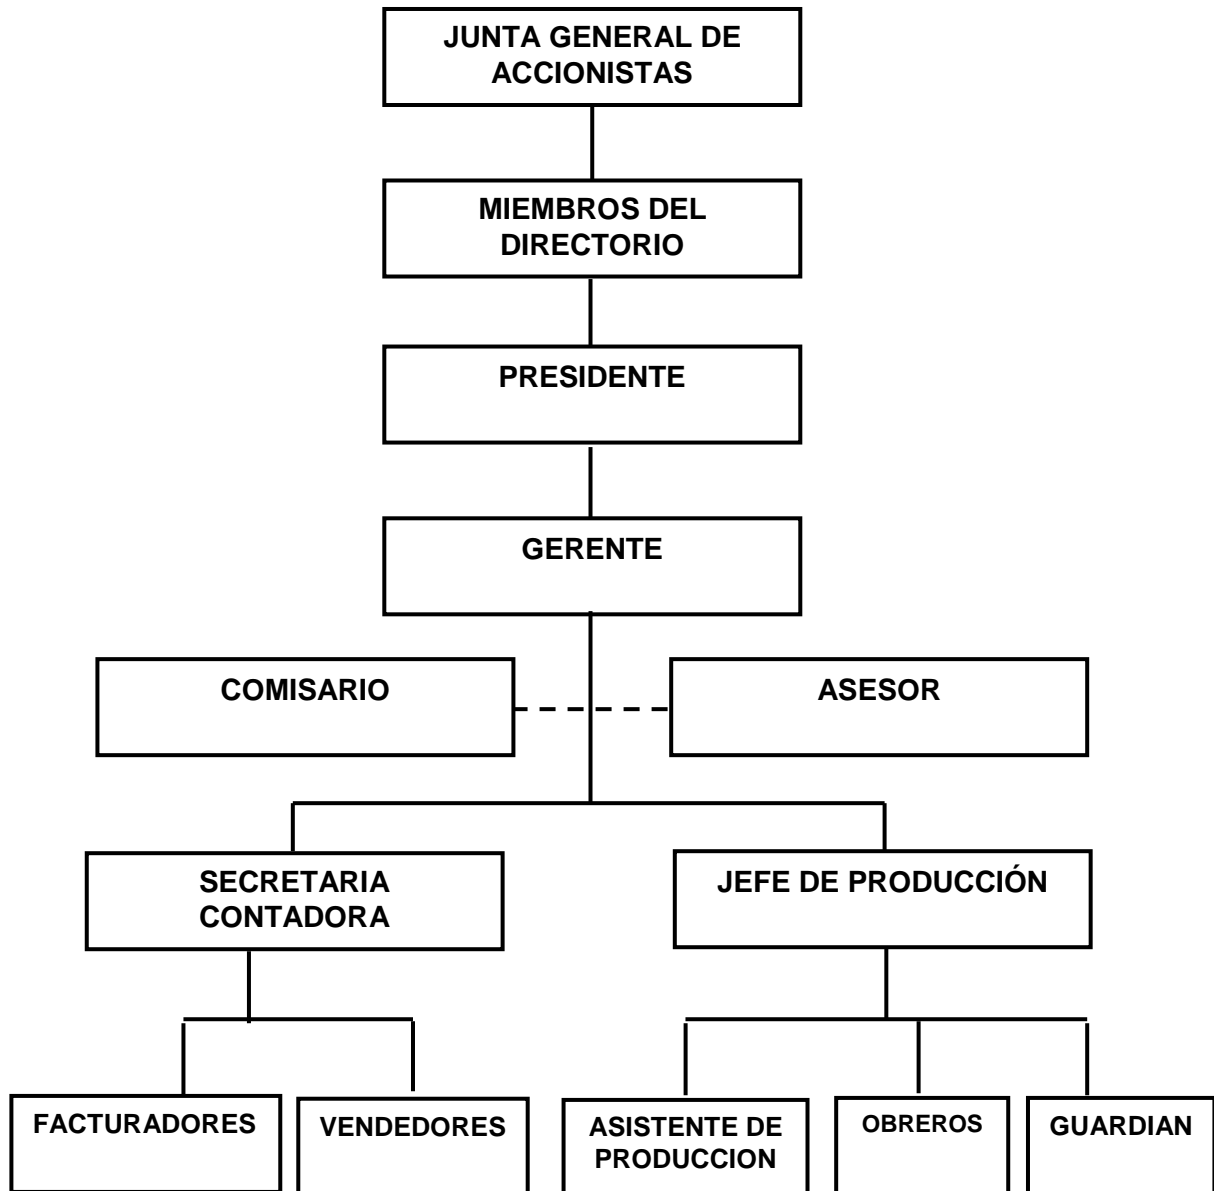 JUNTA GENERAL DE
ACCIONISTAS
MIEMBROS DEL
DIRECTORIO
PRESIDENTE
GERENTE
COMISARIO
ASESOR
SECRETARIA
CONTADORA
JEFE DE PRODUCCIÓN
FACTURADORES
VENDEDORES
ASISTENTE DE
PRODUCCION
OBREROS
GUARDIAN